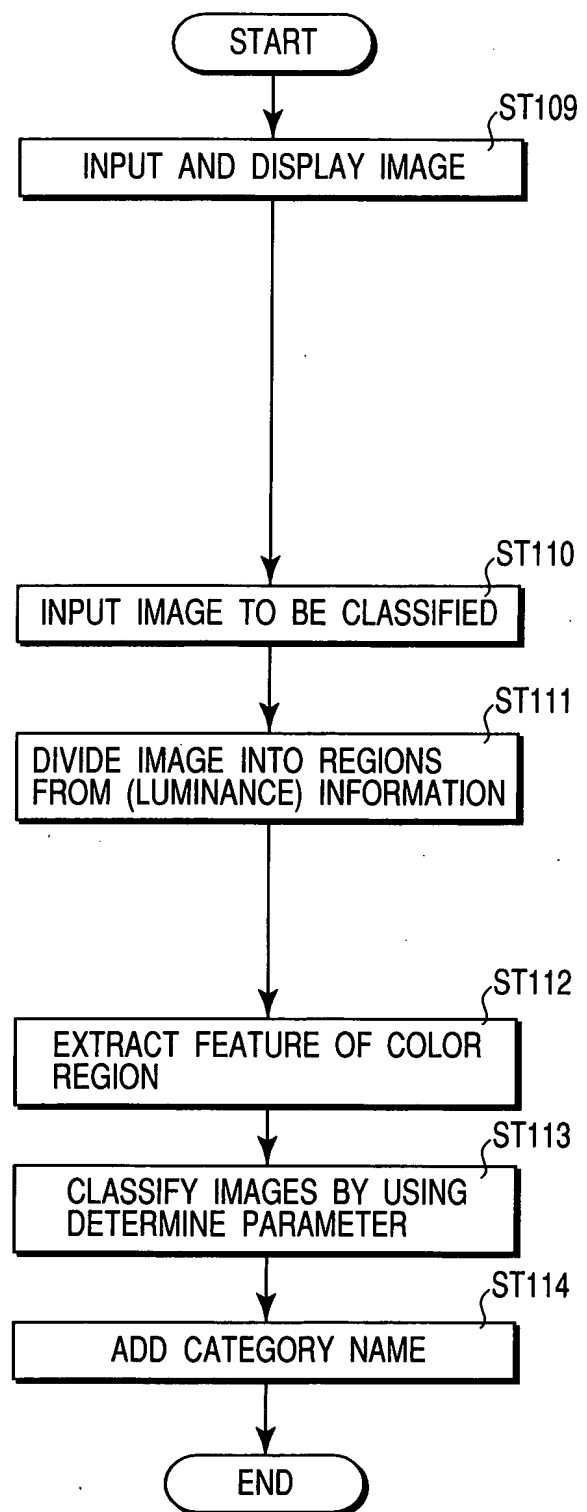 START
ST109
INPUT AND DISPLAY IMAGE
ST110
INPUT IMAGE TO BE CLASSIFIED
ST111
DIVIDE IMAGE INTO REGIONS
FROM (LUMINANCE) INFORMATION
ST112
EXTRACT FEATURE OF COLOR
REGION
ST113
CLASSIFY IMAGES BY USING
DETERMINE PARAMETER
ST114
ADD CATEGORY NAME
END